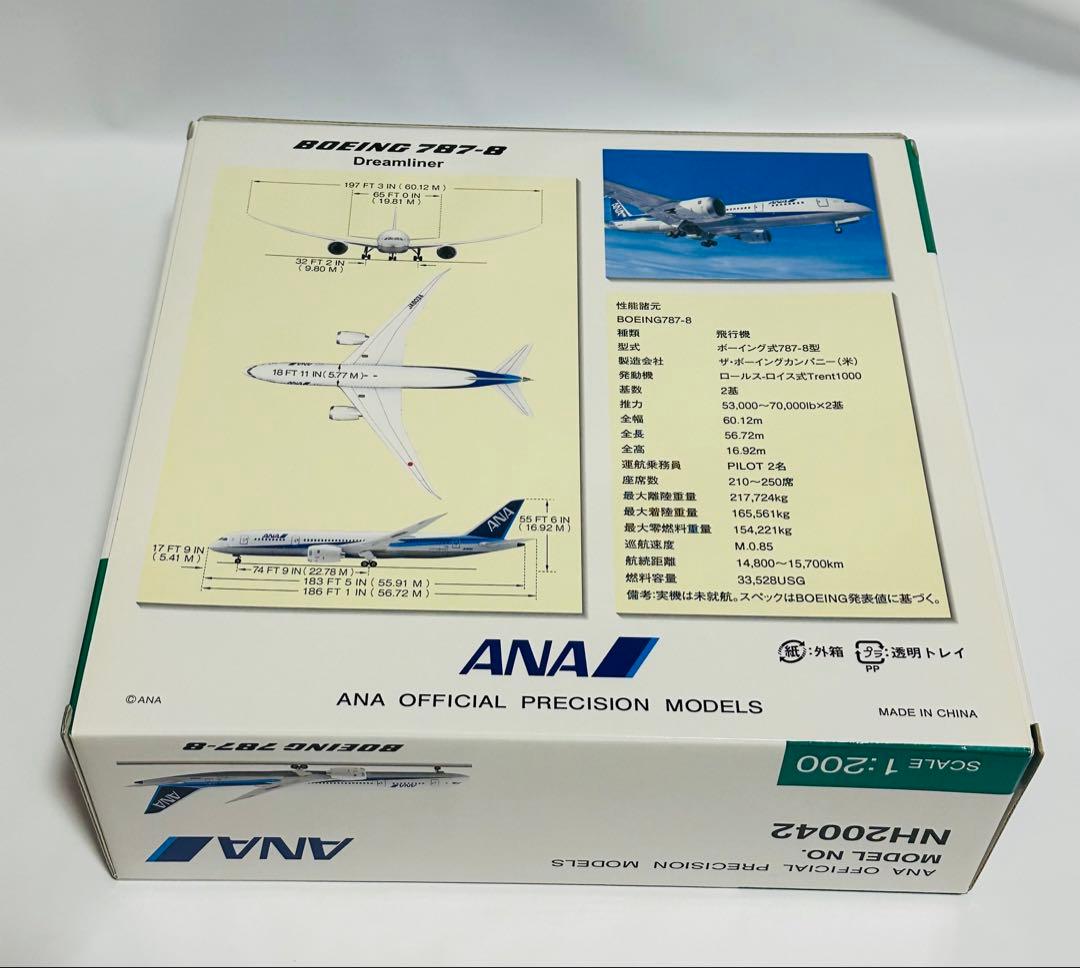 BOEING 787-8
Dreamliner
197 FT 3 IN (60.12 M)
65 FT 0 IN
(19.81 M)
32 FT 2 IN
(9.80 M)
18 FT 11 IN(5.77 M)
ANA
ANA
55 FT 6 IN
(16.92 M)
17 FT 9 IN
(5.41 M)
74 FT 9 IN(22.78 M)
183 FT 5 IN (55.91 M)
186 FT 1 IN (56.72 M)
ANA
性能諸元
BOEING787-8
種類 飛行機
型式 ボーイング式787-8型
製造会社 ザ・ボーイングカンパニー(米)
発動機 ロールス-ロイス式Trent1000
基数 2基
推力 53,000〜70,000lb×2基
全幅 60.12m
全長 56.72m
全高 16.92m
運航乗務員 PILOT 2名
座席数 210〜250席
最大離陸重量 217,724kg
最大着陸重量 165,561kg
最大零燃料重量 154,221kg
巡航速度 M.0.85
航続距離 14,800〜15,700km
燃料容量 33,528USG
備考:実機は未就航。スペックはBOEING発表値に基づく。
ANA
紙:外箱 プラ:透明トレイ
PP
©ANA
ANA OFFICIAL PRECISION MODELS
MADE IN CHINA
BOEING 787-8
SCALE 1:200
ANA
ANA
ANA
MODEL NO.
NH20042
ANA OFFICIAL PRECISION MODELS